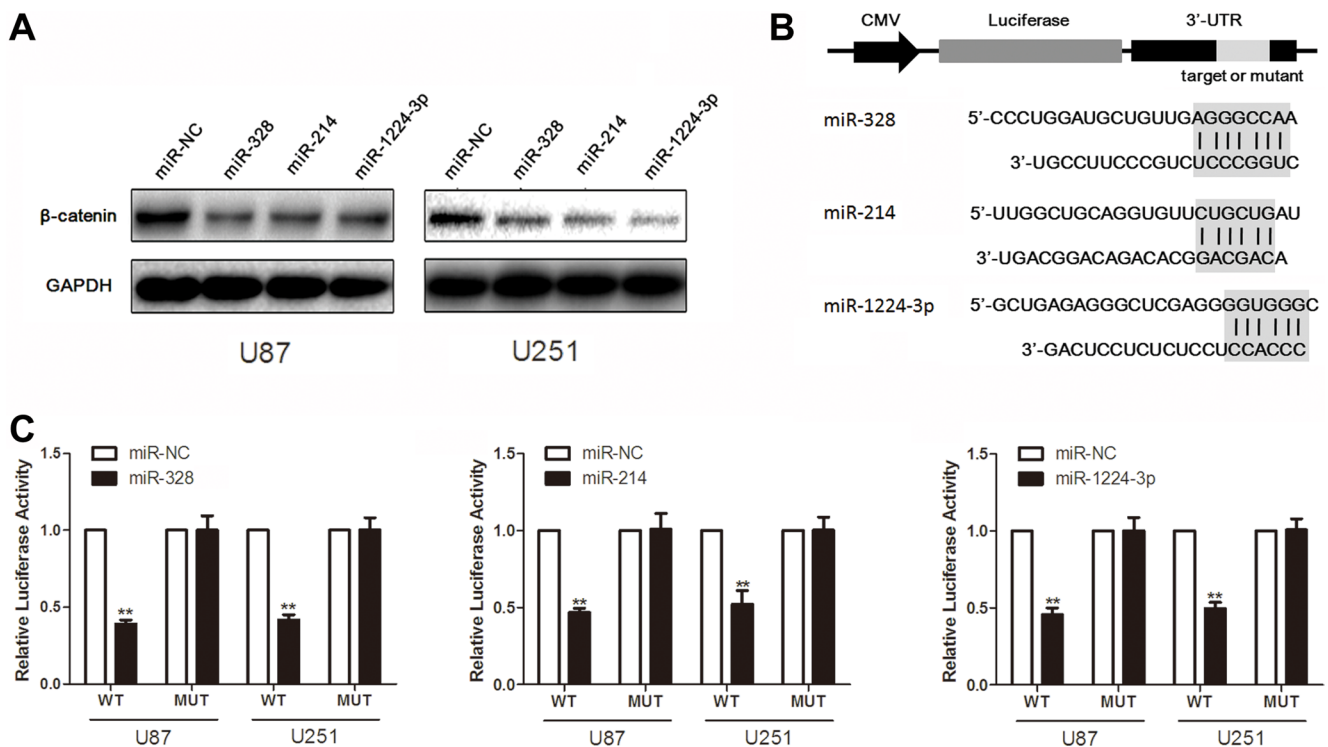 A
miR-NC miR-328 miR-214 miR-1224-3p miR-NC miR-328 miR-214 miR-1224-3p
β-catenin
GAPDH
U87 U251
B
CMV Luciferase 3'-UTR
target or mutant
miR-328 5'-CCCUGGAUGCUGUUGAGGGCCAA
3'-UGCCUUCCCGUCUCCCGGUC
miR-214 5'-UUGGCUGCAGGUGUUCUGCUGAU
3'-UGACGGACAGACACGGACGACA
miR-1224-3p 5'-GCUGAGAGGGCUCGAGGGGUGGGC
3'-GACUCCUCUCUCCUCCACCC
C
Relative Luciferase Activity
1.5
1.0
0.5
0.0
miR-NC
miR-328
** **
WT MUT WT MUT
U87 U251
Relative Luciferase Activity
1.5
1.0
0.5
0.0
miR-NC
miR-214
** **
WT MUT WT MUT
U87 U251
Relative Luciferase Activity
1.5
1.0
0.5
0.0
miR-NC
miR-1224-3p
** **
WT MUT WT MUT
U87 U251